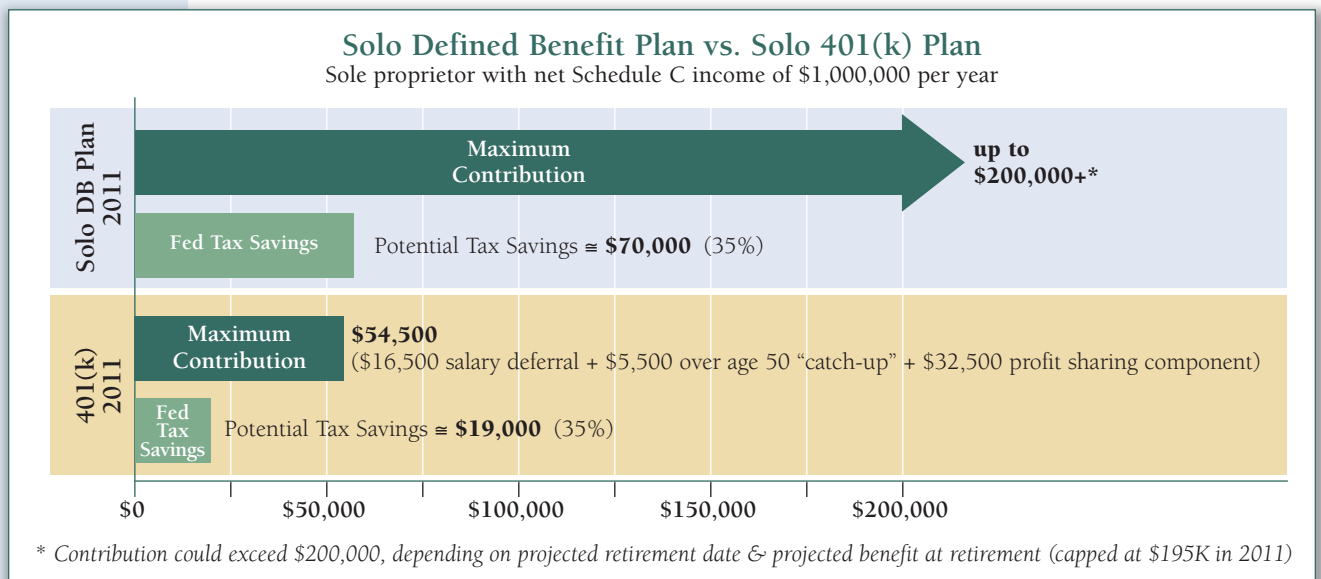 Solo Defined Benefit Plan vs. Solo 401(k) Plan
Sole proprietor with net Schedule C income of $1,000,000 per year
Solo DB Plan
2011
Maximum
Contribution
up to
$200,000+*
Fed Tax Savings
Potential Tax Savings ≅ $70,000 (35%)
401(k)
2011
Maximum
Contribution
$54,500
($16,500 salary deferral + $5,500 over age 50 “catch-up” + $32,500 profit sharing component)
Fed
Tax
Savings
Potential Tax Savings ≅ $19,000 (35%)
$0 $50,000 $100,000 $150,000 $200,000
* Contribution could exceed $200,000, depending on projected retirement date & projected benefit at retirement (capped at $195K in 2011)